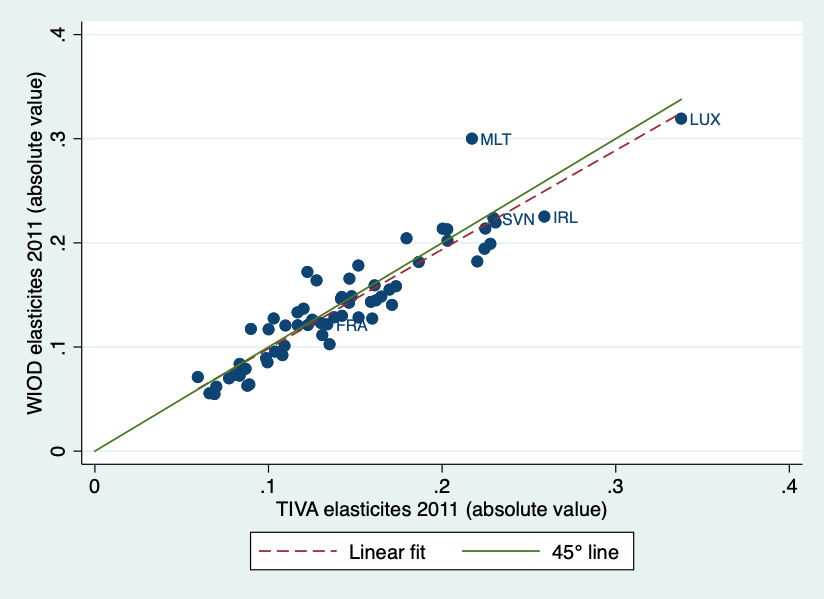 .4
.3
.2
.1
0
WIOD elasticites 2011 (absolute value)
MLT
LUX
SVN
IRL
FRA
0
.1
.2
.3
.4
TIVA elasticites 2011 (absolute value)
Linear fit
45° line